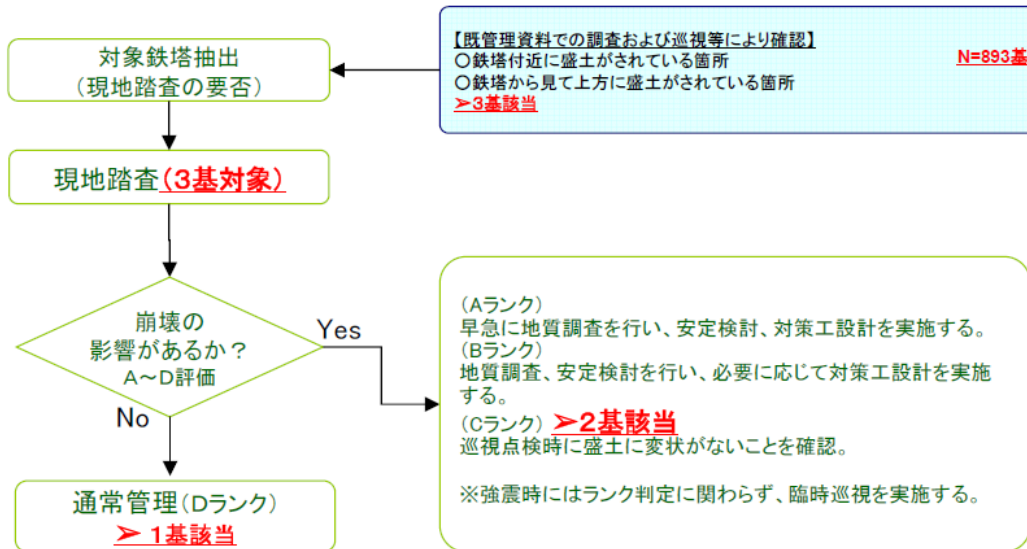 対象鉄塔抽出
(現地踏査の要否)
【既管理資料での調査および巡視等により確認】
○鉄塔付近に盛土がされている箇所
N=893基
○鉄塔から見て上方に盛土がされている箇所
➢3基該当
現地踏査(3基対象)
崩壊の
影響があるか？
A～D評価
Yes
No
(Aランク)
早急に地質調査を行い、安定検討、対策工設計を実施する。
(Bランク)
地質調査、安定検討を行い、必要に応じて対策工設計を実施
する。
(Cランク) ➢2基該当
巡視点検時に盛土に変状がないことを確認。
※強震時にはランク判定に関わらず、臨時巡視を実施する。
通常管理(Dランク)
➢ 1基該当